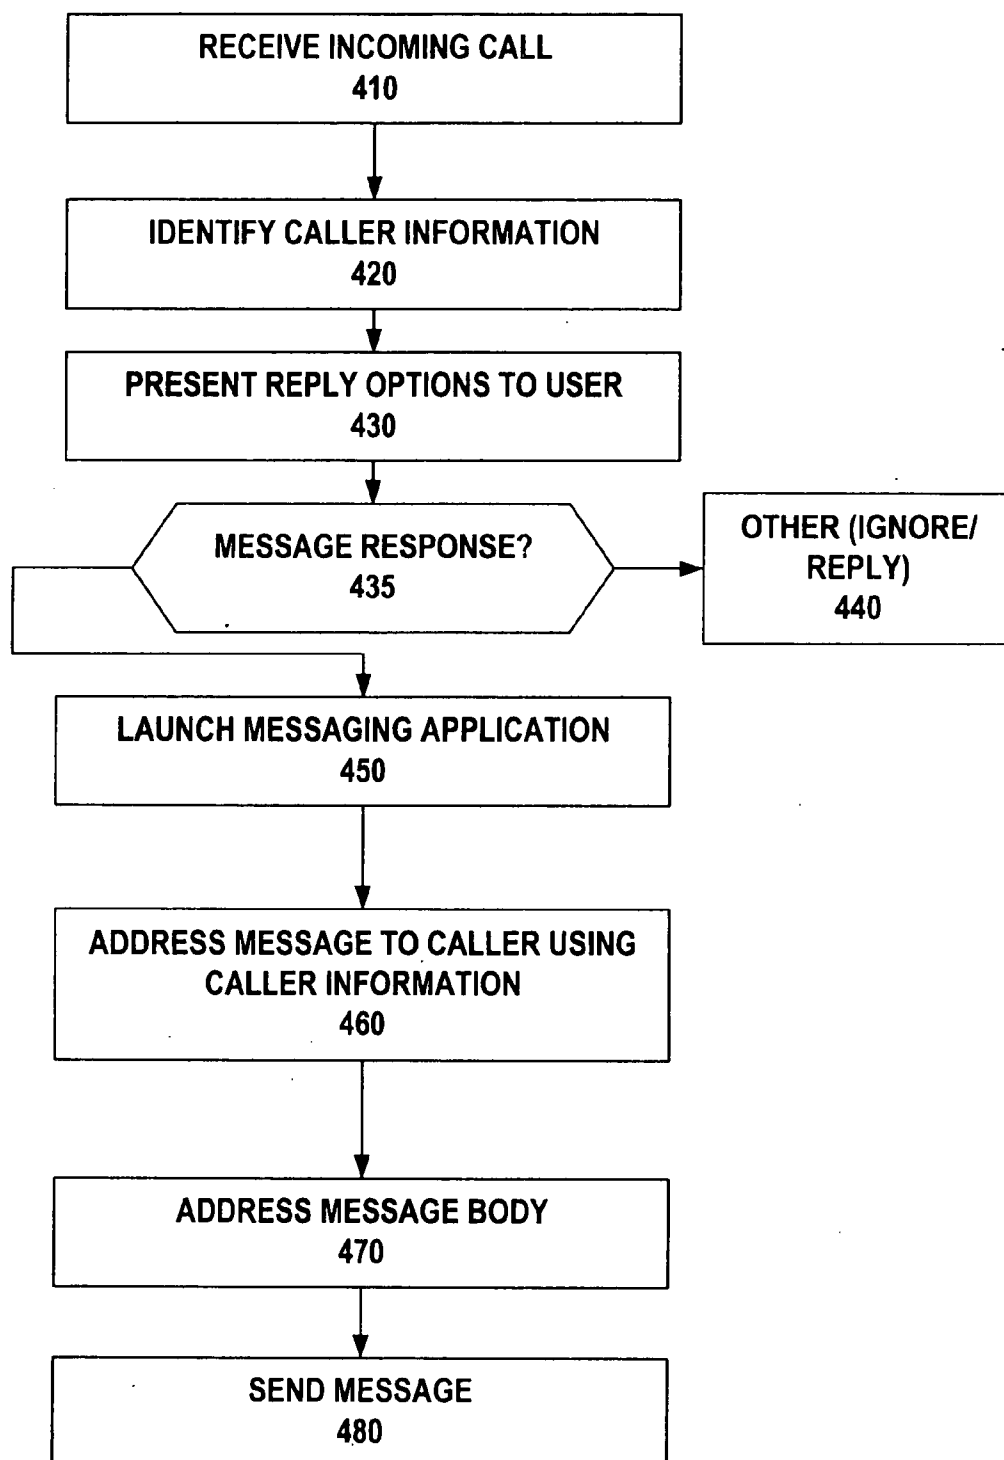 RECEIVE INCOMING CALL
410
IDENTIFY CALLER INFORMATION
420
PRESENT REPLY OPTIONS TO USER
430
MESSAGE RESPONSE?
435
OTHER (IGNORE/
REPLY)
440
LAUNCH MESSAGING APPLICATION
450
ADDRESS MESSAGE TO CALLER USING
CALLER INFORMATION
460
ADDRESS MESSAGE BODY
470
SEND MESSAGE
480